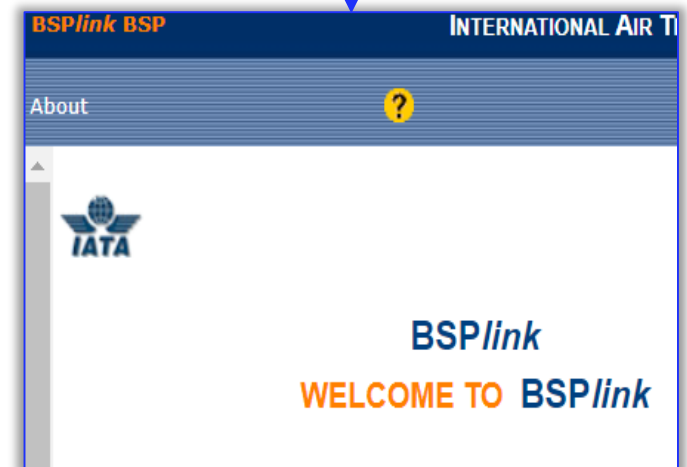 BSPlink BSP INTERNATIONAL AIR
About ?
IATA
BSPlink
WELCOME TO BSPlink